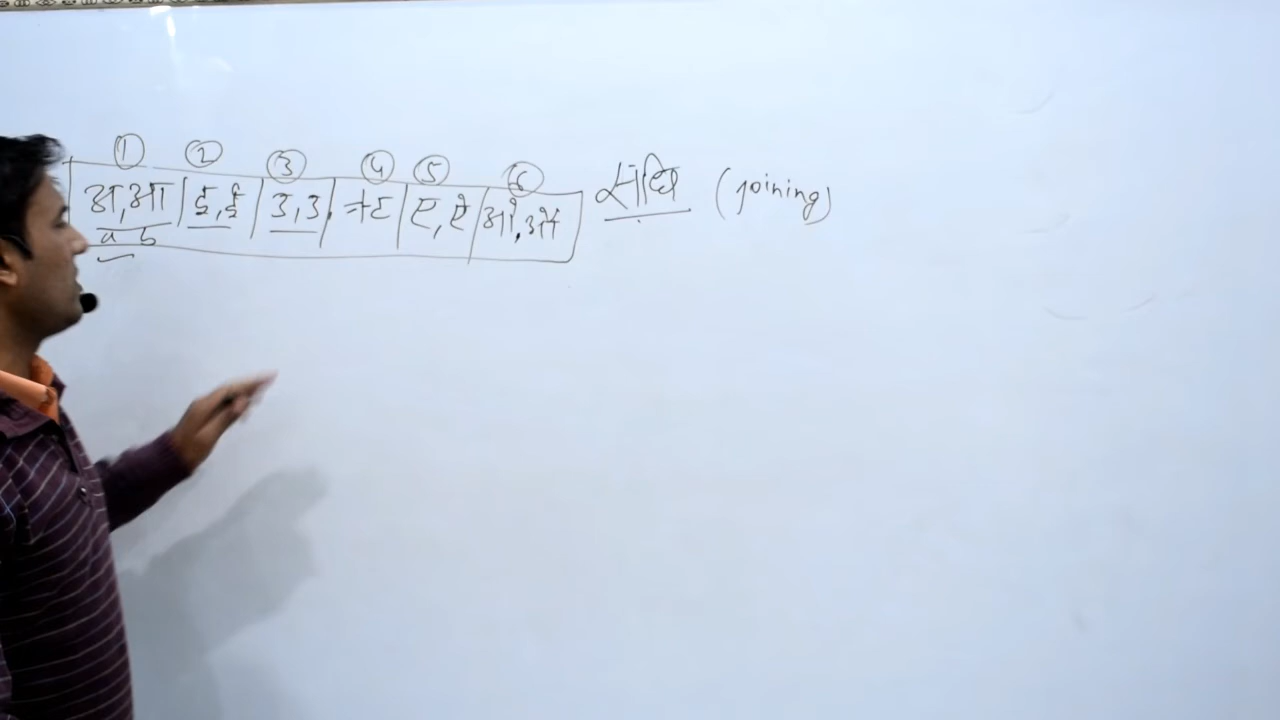 ① ② ③ ④ ⑤ ⑥
अ,आ | इ,ई | उ,उ, | ऋ | ए,ऐ | ओ,औ संधि (joining)
a b